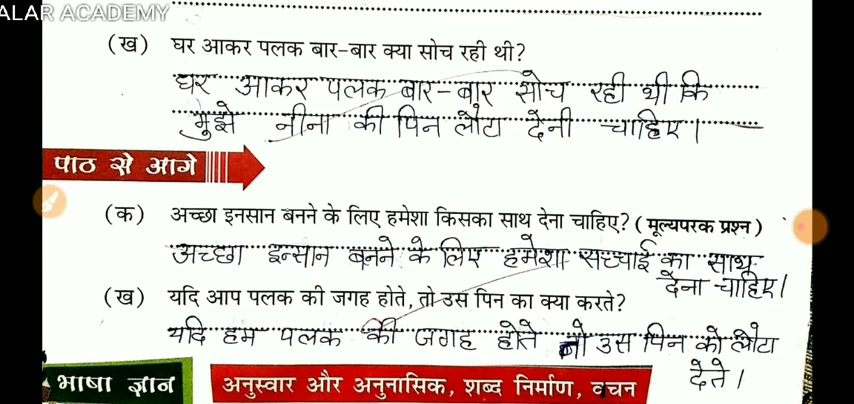 ALAR ACADEMY
(ख) घर आकर पलक बार-बार क्या सोच रही थी?
घर आकर पलक बार-बार सोच रही थी कि
मुझे नीना की पिन लौटा देनी चाहिए।
पाठ से आगे
(क) अच्छा इनसान बनने के लिए हमेशा किसका साथ देना चाहिए? (मूल्यपरक प्रश्न)
अच्छा इन्सान बनने के लिए हमेशा सच्चाई का साथ
देना चाहिए।
(ख) यदि आप पलक की जगह होते, तो उस पिन का क्या करते?
यदि हम पलक की जगह होते तो उस पिन को लौटा
देते।
भाषा ज्ञान
अनुस्वार और अनुनासिक, शब्द निर्माण, वचन